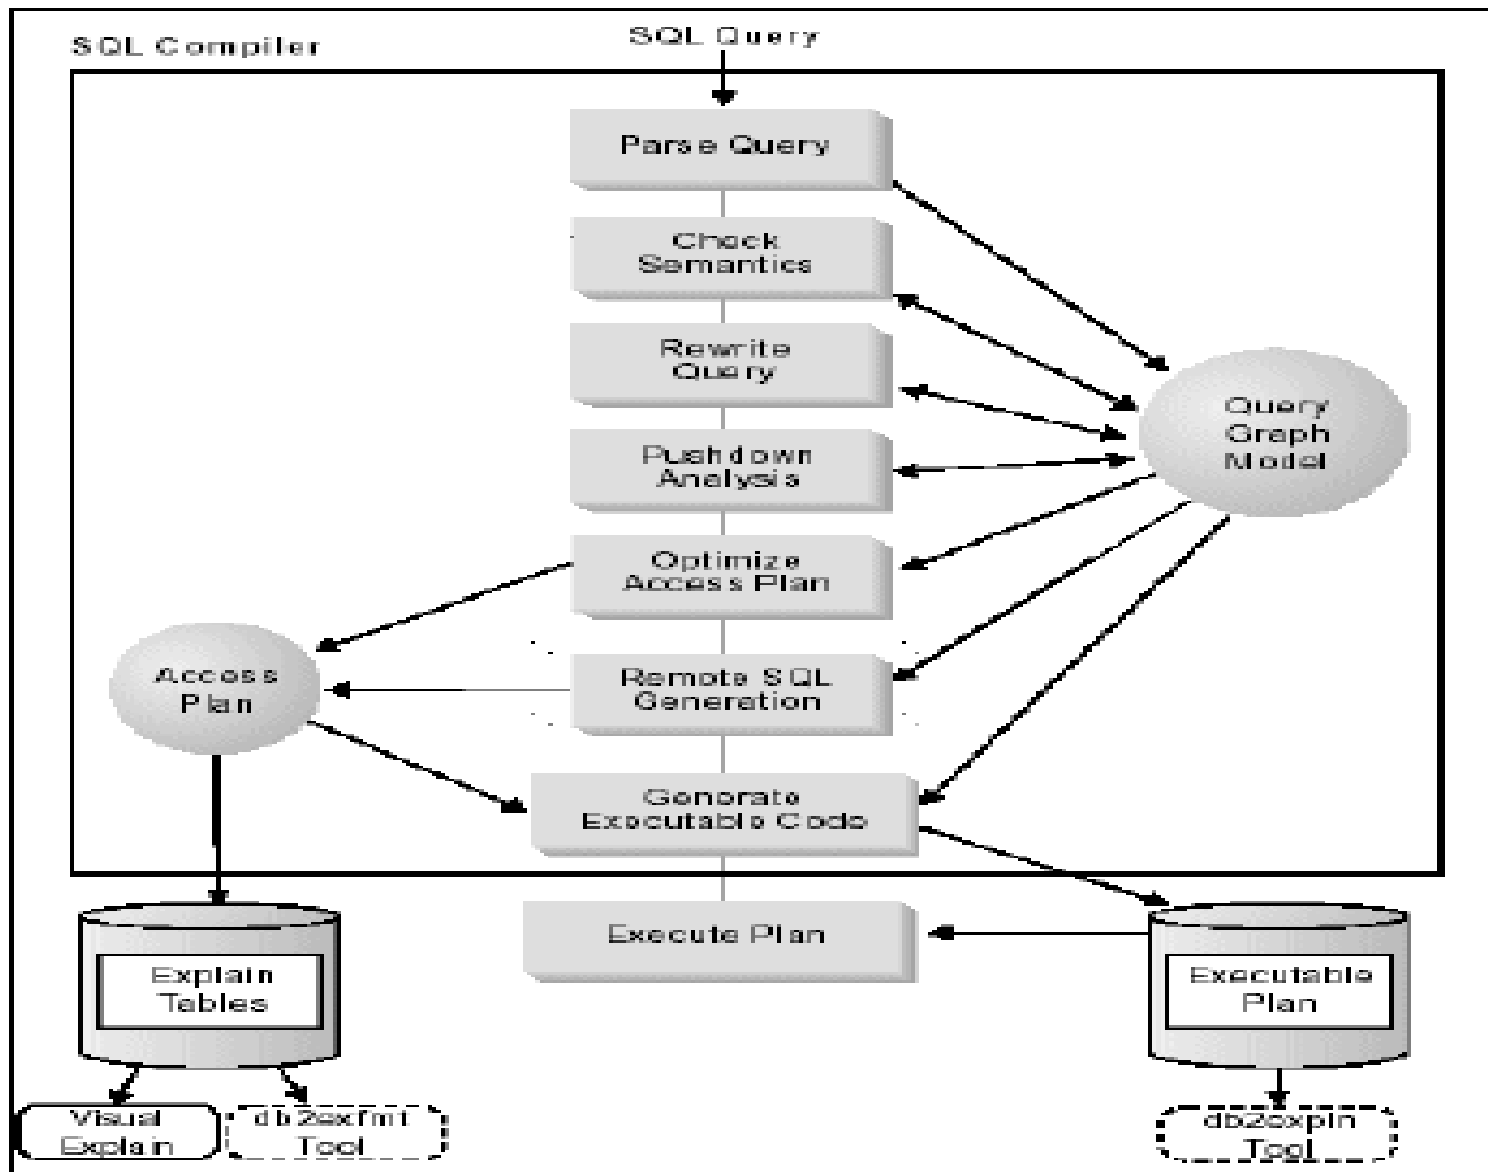 SQL Compiler
SQL Query
Parse Query
Check
Semantics
Rewrite
Query
Query
Graph
Model
Pushdown
Analysis
Optimize
Access Plan
Access
Plan
Remote SQL
Generation
Generate
Executable Code
Execute Plan
Explain
Tables
Executable
Plan
Visual
Explain
db2exfmt
Tool
db2expln
Tool